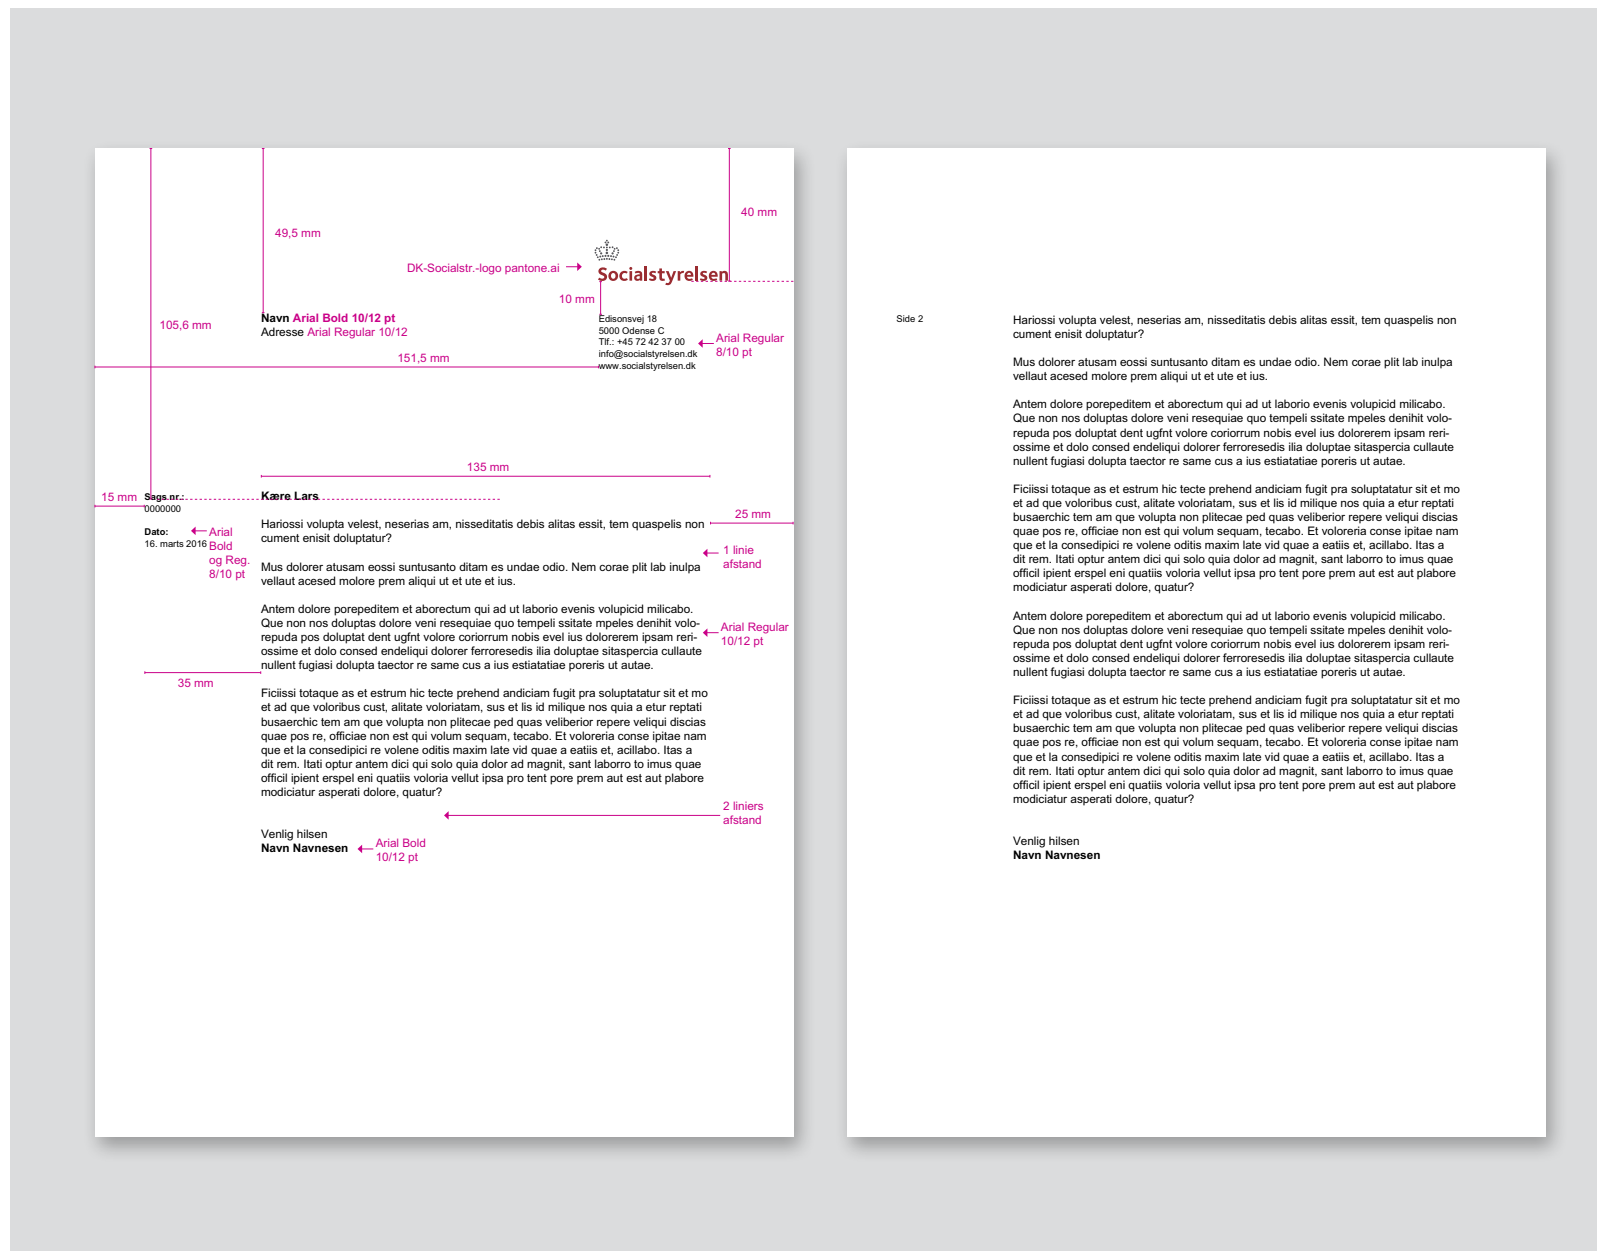 40 mm
49,5 mm
DK-Socialstr.-logo pantone.ai
Socialstyrelsen
10 mm
105,6 mm
Navn Arial Bold 10/12 pt
Adresse Arial Regular 10/12
Edisonsvej 18
5000 Odense C
Tlf.: +45 72 42 37 00
info@socialstyrelsen.dk
www.socialstyrelsen.dk
Arial Regular
8/10 pt
151,5 mm
135 mm
15 mm
Sags nr.:
0000000
Dato:
16. marts 2016
Arial
Bold
og Reg.
8/10 pt
Kære Lars
25 mm
Hariossi volupta velest, neserias am, nisseditatis debis alitas essit, tem quaspelis non
cument enisit doluptatur?
1 linie
afstand
Mus dolorer atusam eossi suntusanto ditam es undae odio. Nem corae plit lab inulpa
vellaut acesed molore prem aliqui ut et ute et ius.
Antem dolore porepeditem et aborectum qui ad ut laborio evenis volupicid milicabo.
Que non nos doluptas dolore veni resequiae quo tempeli ssitate mpeles denihit volo-
repuda pos doluptat dent ugfnt volore coriorrum nobis evel ius dolorerem ipsam reri-
ossime et dolo consed endeliqui dolorer ferroresedis ilia doluptae sitaspercia cullaute
nullent fugiasi dolupta taector re same cus a ius estiatatiae poreris ut autae.
Arial Regular
10/12 pt
35 mm
Ficiissi totaque as et estrum hic tecte prehend andiciam fugit pra soluptatatur sit et mo
et ad que voloribus cust, alitate voloriatam, sus et lis id milique nos quia a etur reptati
busaerchic tem am que volupta non plitecae ped quas veliberior repere veliqui discias
quae pos re, officiae non est qui volum sequam, tecabo. Et voloreria conse ipitae nam
que et la consedipici re volene oditis maxim late vid quae a eatiis et, acillabo. Itas a
dit rem. Itati optur antem dici qui solo quia dolor ad magnit, sant laborro to imus quae
officil ipient erspel eni quatiis voloria vellut ipsa pro tent pore prem aut est aut plabore
modiciatur asperati dolore, quatur?
2 liniers
afstand
Venlig hilsen
Navn Navnesen
Arial Bold
10/12 pt
Side 2
Hariossi volupta velest, neserias am, nisseditatis debis alitas essit, tem quaspelis non
cument enisit doluptatur?
Mus dolorer atusam eossi suntusanto ditam es undae odio. Nem corae plit lab inulpa
vellaut acesed molore prem aliqui ut et ute et ius.
Antem dolore porepeditem et aborectum qui ad ut laborio evenis volupicid milicabo.
Que non nos doluptas dolore veni resequiae quo tempeli ssitate mpeles denihit volo-
repuda pos doluptat dent ugfnt volore coriorrum nobis evel ius dolorerem ipsam reri-
ossime et dolo consed endeliqui dolorer ferroresedis ilia doluptae sitaspercia cullaute
nullent fugiasi dolupta taector re same cus a ius estiatatiae poreris ut autae.
Ficiissi totaque as et estrum hic tecte prehend andiciam fugit pra soluptatatur sit et mo
et ad que voloribus cust, alitate voloriatam, sus et lis id milique nos quia a etur reptati
busaerchic tem am que volupta non plitecae ped quas veliberior repere veliqui discias
quae pos re, officiae non est qui volum sequam, tecabo. Et voloreria conse ipitae nam
que et la consedipici re volene oditis maxim late vid quae a eatiis et, acillabo. Itas a
dit rem. Itati optur antem dici qui solo quia dolor ad magnit, sant laborro to imus quae
officil ipient erspel eni quatiis voloria vellut ipsa pro tent pore prem aut est aut plabore
modiciatur asperati dolore, quatur?
Antem dolore porepeditem et aborectum qui ad ut laborio evenis volupicid milicabo.
Que non nos doluptas dolore veni resequiae quo tempeli ssitate mpeles denihit volo-
repuda pos doluptat dent ugfnt volore coriorrum nobis evel ius dolorerem ipsam reri-
ossime et dolo consed endeliqui dolorer ferroresedis ilia doluptae sitaspercia cullaute
nullent fugiasi dolupta taector re same cus a ius estiatatiae poreris ut autae.
Ficiissi totaque as et estrum hic tecte prehend andiciam fugit pra soluptatatur sit et mo
et ad que voloribus cust, alitate voloriatam, sus et lis id milique nos quia a etur reptati
busaerchic tem am que volupta non plitecae ped quas veliberior repere veliqui discias
quae pos re, officiae non est qui volum sequam, tecabo. Et voloreria conse ipitae nam
que et la consedipici re volene oditis maxim late vid quae a eatiis et, acillabo. Itas a
dit rem. Itati optur antem dici qui solo quia dolor ad magnit, sant laborro to imus quae
officil ipient erspel eni quatiis voloria vellut ipsa pro tent pore prem aut est aut plabore
modiciatur asperati dolore, quatur?
Venlig hilsen
Navn Navnesen